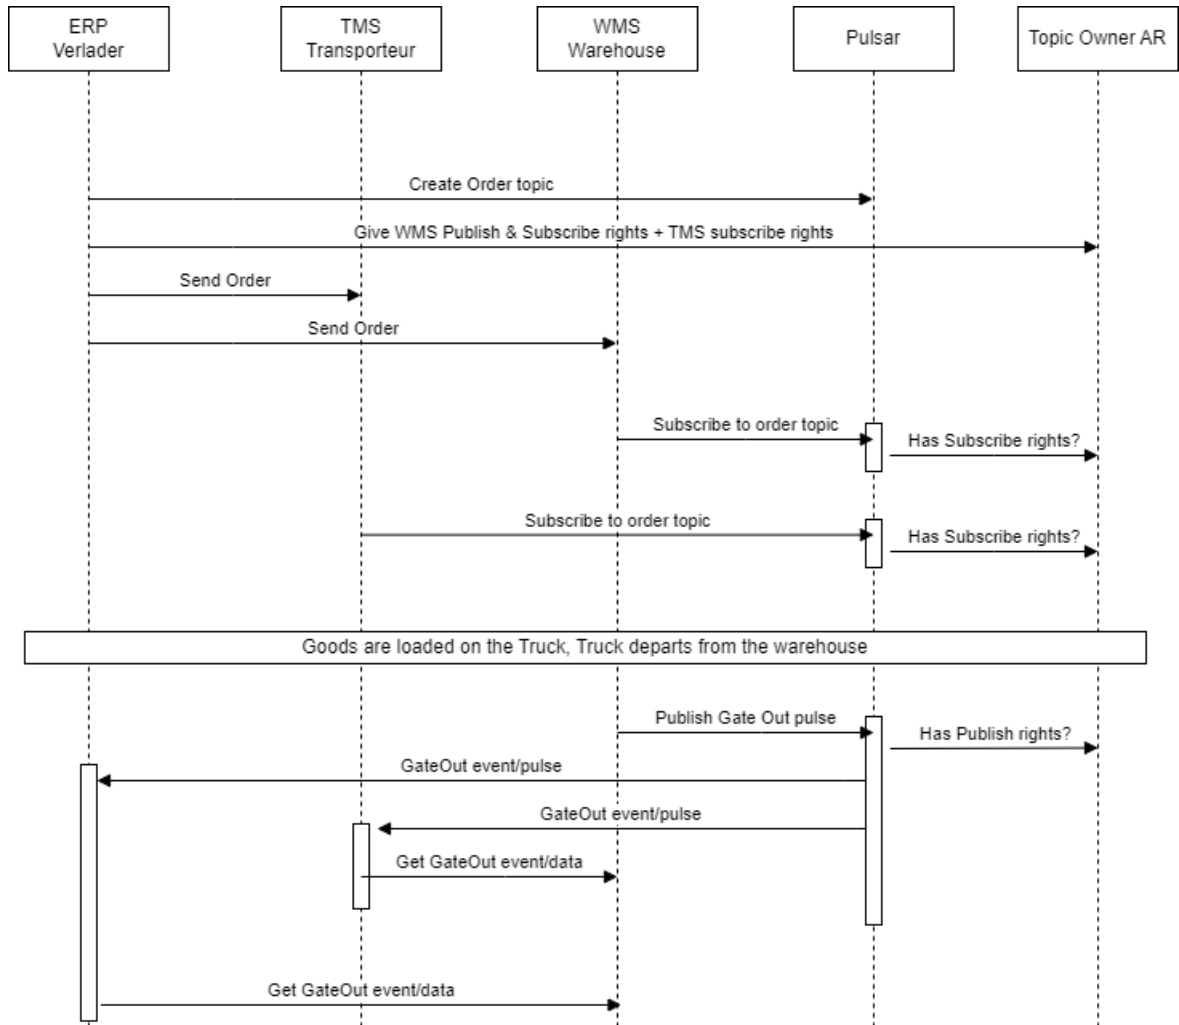 ERP
Verlader
TMS
Transporteur
WMS
Warehouse
Pulsar
Topic Owner AR
Create Order topic
Give WMS Publish & Subscribe rights + TMS subscribe rights
Send Order
Send Order
Subscribe to order topic
Has Subscribe rights?
Subscribe to order topic
Has Subscribe rights?
Goods are loaded on the Truck, Truck departs from the warehouse
Publish Gate Out pulse
Has Publish rights?
GateOut event/pulse
GateOut event/pulse
Get GateOut event/data
Get GateOut event/data